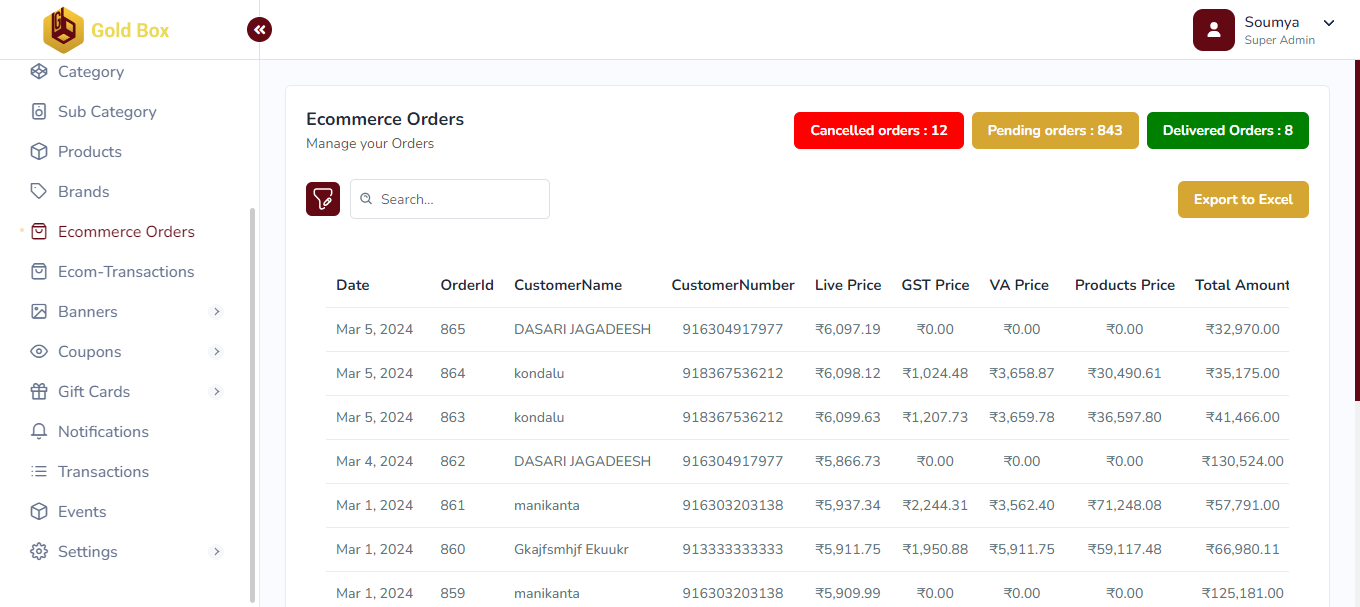 Gold Box
Soumya
Super Admin
Category
Sub Category
Products
Brands
Ecommerce Orders
Ecom-Transactions
Banners
Coupons
Gift Cards
Notifications
Transactions
Events
Settings
Ecommerce Orders
Manage your Orders
Cancelled orders : 12 Pending orders : 843 Delivered Orders : 8
Search...
Export to Excel
Date OrderId CustomerName CustomerNumber Live Price GST Price VA Price Products Price Total Amount
Mar 5, 2024 865 DASARI JAGADEESH 916304917977 ₹6,097.19 ₹0.00 ₹0.00 ₹0.00 ₹32,970.00
Mar 5, 2024 864 kondalu 918367536212 ₹6,098.12 ₹1,024.48 ₹3,658.87 ₹30,490.61 ₹35,175.00
Mar 5, 2024 863 kondalu 918367536212 ₹6,099.63 ₹1,207.73 ₹3,659.78 ₹36,597.80 ₹41,466.00
Mar 4, 2024 862 DASARI JAGADEESH 916304917977 ₹5,866.73 ₹0.00 ₹0.00 ₹0.00 ₹130,524.00
Mar 1, 2024 861 manikanta 916303203138 ₹5,937.34 ₹2,244.31 ₹3,562.40 ₹71,248.08 ₹57,791.00
Mar 1, 2024 860 Gkajfsmhjf Ekuukr 913333333333 ₹5,911.75 ₹1,950.88 ₹5,911.75 ₹59,117.48 ₹66,980.11
Mar 1, 2024 859 manikanta 916303203138 ₹5,909.99 ₹0.00 ₹0.00 ₹0.00 ₹125,181.00